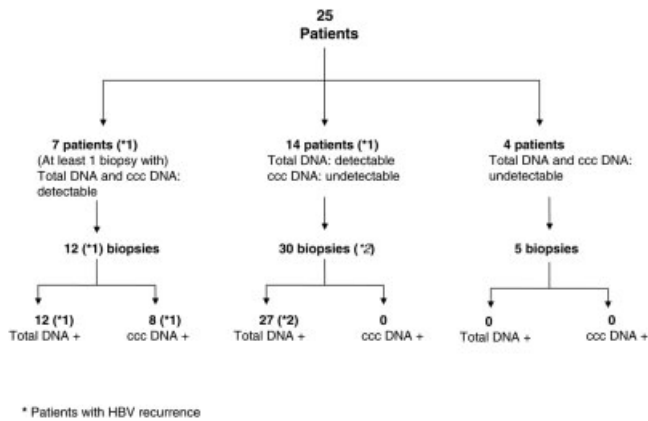 25
Patients
7 patients (*1)
(At least 1 biopsy with)
Total DNA and ccc DNA:
detectable
14 patients (*1)
Total DNA: detectable
ccc DNA: undetectable
4 patients
Total DNA and ccc DNA:
undetectable
12 (*1) biopsies
30 biopsies (*2)
5 biopsies
12 (*1)
Total DNA +
8 (*1)
ccc DNA +
27 (*2)
Total DNA +
0
ccc DNA +
0
Total DNA +
0
ccc DNA +
* Patients with HBV recurrence